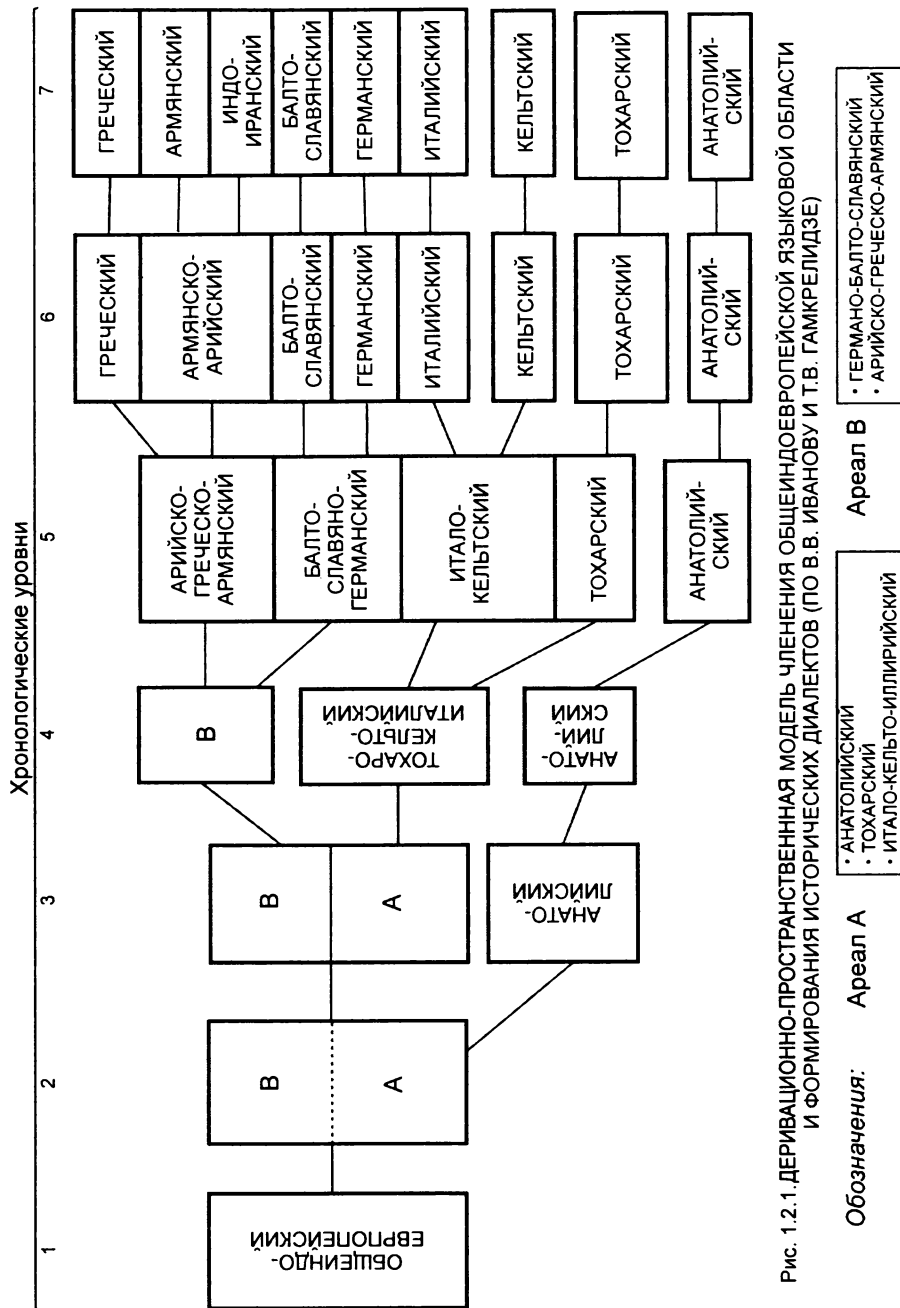 Хронологические уровни
1 2 3 4 5 6 7
ОБЩЕИНДО-
ЕВРПОПЕЙСКИЙ
В
А
В
А
АНАТО-
ЛИЙСКИЙ
В
ТОХАРО-
КЕЛЬТО-
ИТАЛИЙСКИЙ
АНАТО-
ЛИЙ-
СКИЙ
АРИЙСКО-
ГРЕЧЕСКО-
АРМЯНСКИЙ
БАЛТО-
СЛАВЯНО-
ГЕРМАНСКИЙ
ИТАЛО-
КЕЛЬТСКИЙ
ТОХАРСКИЙ
АНАТОЛИЙ-
СКИЙ
ГРЕЧЕСКИЙ
АРМЯНСКО-
АРИЙСКИЙ
БАЛТО-
СЛАВЯНСКИЙ
ГЕРМАНСКИЙ
ИТАЛИЙСКИЙ
КЕЛЬТСКИЙ
ТОХАРСКИЙ
АНАТОЛИЙ-
СКИЙ
ГРЕЧЕСКИЙ
АРМЯНСКИЙ
ИНДО-
ИРАНСКИЙ
БАЛТО-
СЛАВЯНСКИЙ
ГЕРМАНСКИЙ
ИТАЛИЙСКИЙ
КЕЛЬТСКИЙ
ТОХАРСКИЙ
АНАТОЛИЙ-
СКИЙ
Рис. 1.2.1. ДЕРИВАЦИОННО-ПРОСТРАНСТВЕНННАЯ МОДЕЛЬ ЧЛЕНЕНИЯ ОБЩЕИНДОЕВРОПЕЙСКОЙ ЯЗЫКОВОЙ ОБЛАСТИ
И ФОРМИРОВАНИЯ ИСТОРИЧЕСКИХ ДИАЛЕКТОВ (ПО В.В. ИВАНОВУ И Т.В. ГАМКРЕЛИДЗЕ)
Обозначения:
Ареал А
· АНАТОЛИЙСКИЙ
· ТОХАРСКИЙ
· ИТАЛО-КЕЛЬТО-ИЛЛИРИЙСКИЙ
Ареал В
· ГЕРМАНО-БАЛТО-СЛАВЯНСКИЙ
· АРИЙСКО-ГРЕЧЕСКО-АРМЯНСКИЙ